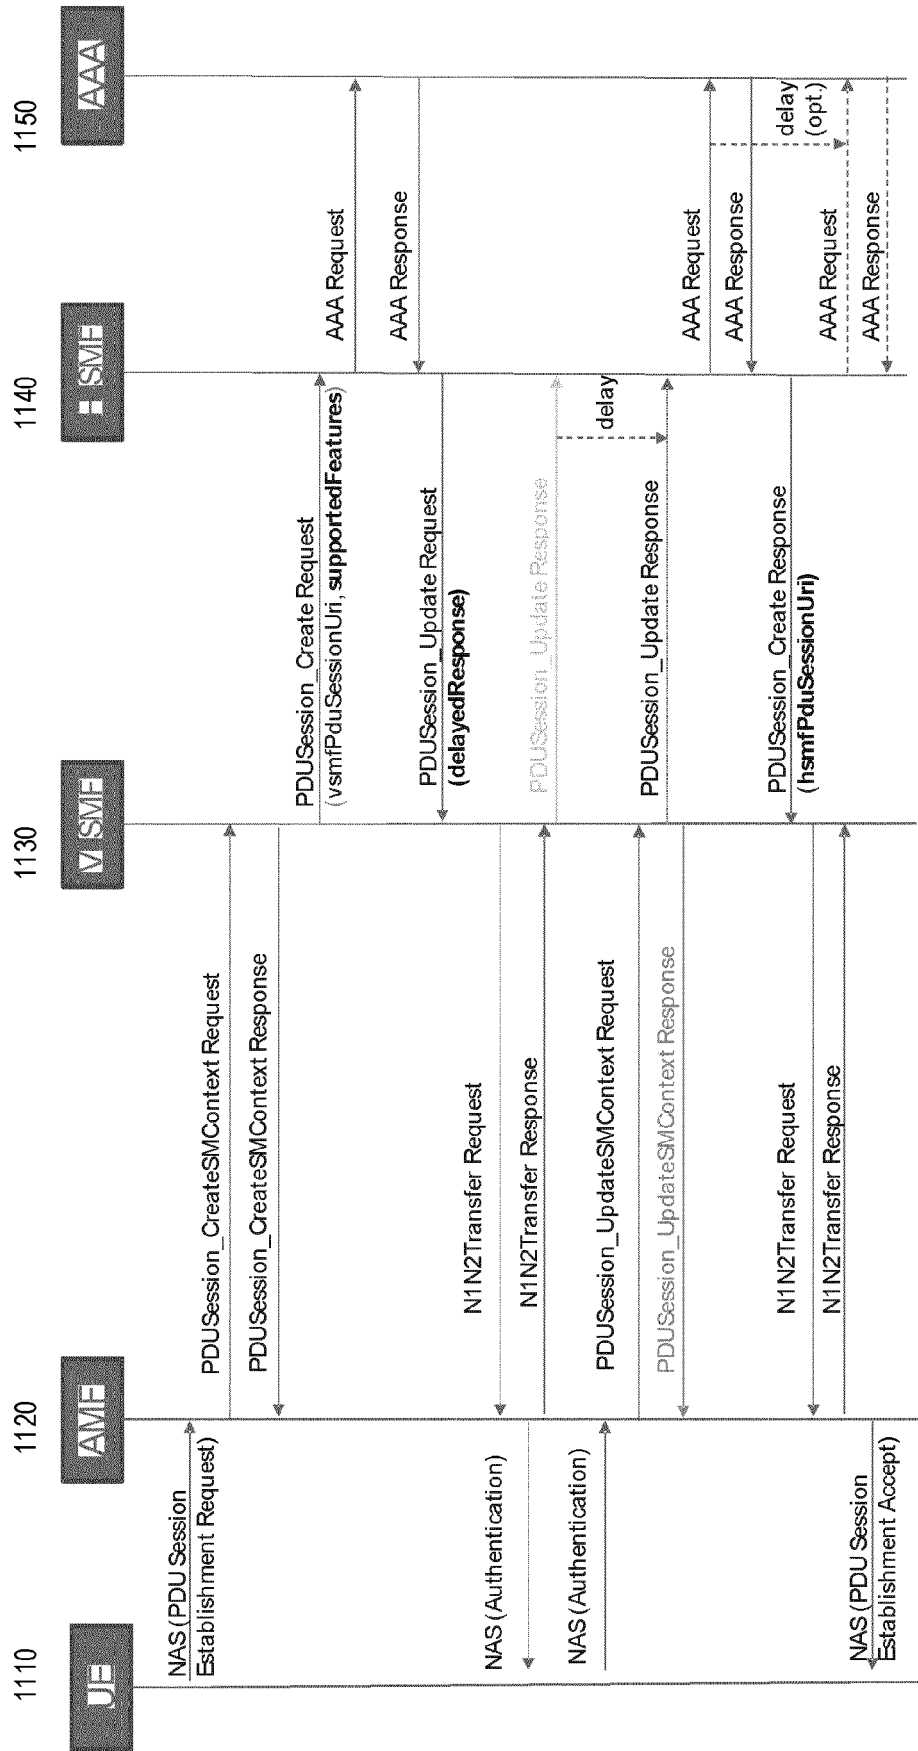 1110 1120 1130 1140 1150
UE AMF V SMF H SMF AAA
NAS (PDU Session
Establishment Request)
PDUSession_CreateSMContext Request
PDUSession_CreateSMContext Response
PDUSession_Create Request
(vsmfPduSessionUri, supportedFeatures)
AAA Request
AAA Response
PDUSession_Update Request
(delayedResponse)
N1N2Transfer Request
NAS (Authentication)
N1N2Transfer Response
PDUSession_Update Response
delay
NAS (Authentication)
PDUSession_UpdateSMContext Request
PDUSession_Update Response
PDUSession_UpdateSMContext Response
AAA Request
AAA Response
delay
(opt.)
PDUSession_Create Response
(hsmfPduSessionUri)
N1N2Transfer Request
N1N2Transfer Response
AAA Request
AAA Response
NAS (PDU Session
Establishment Accept)